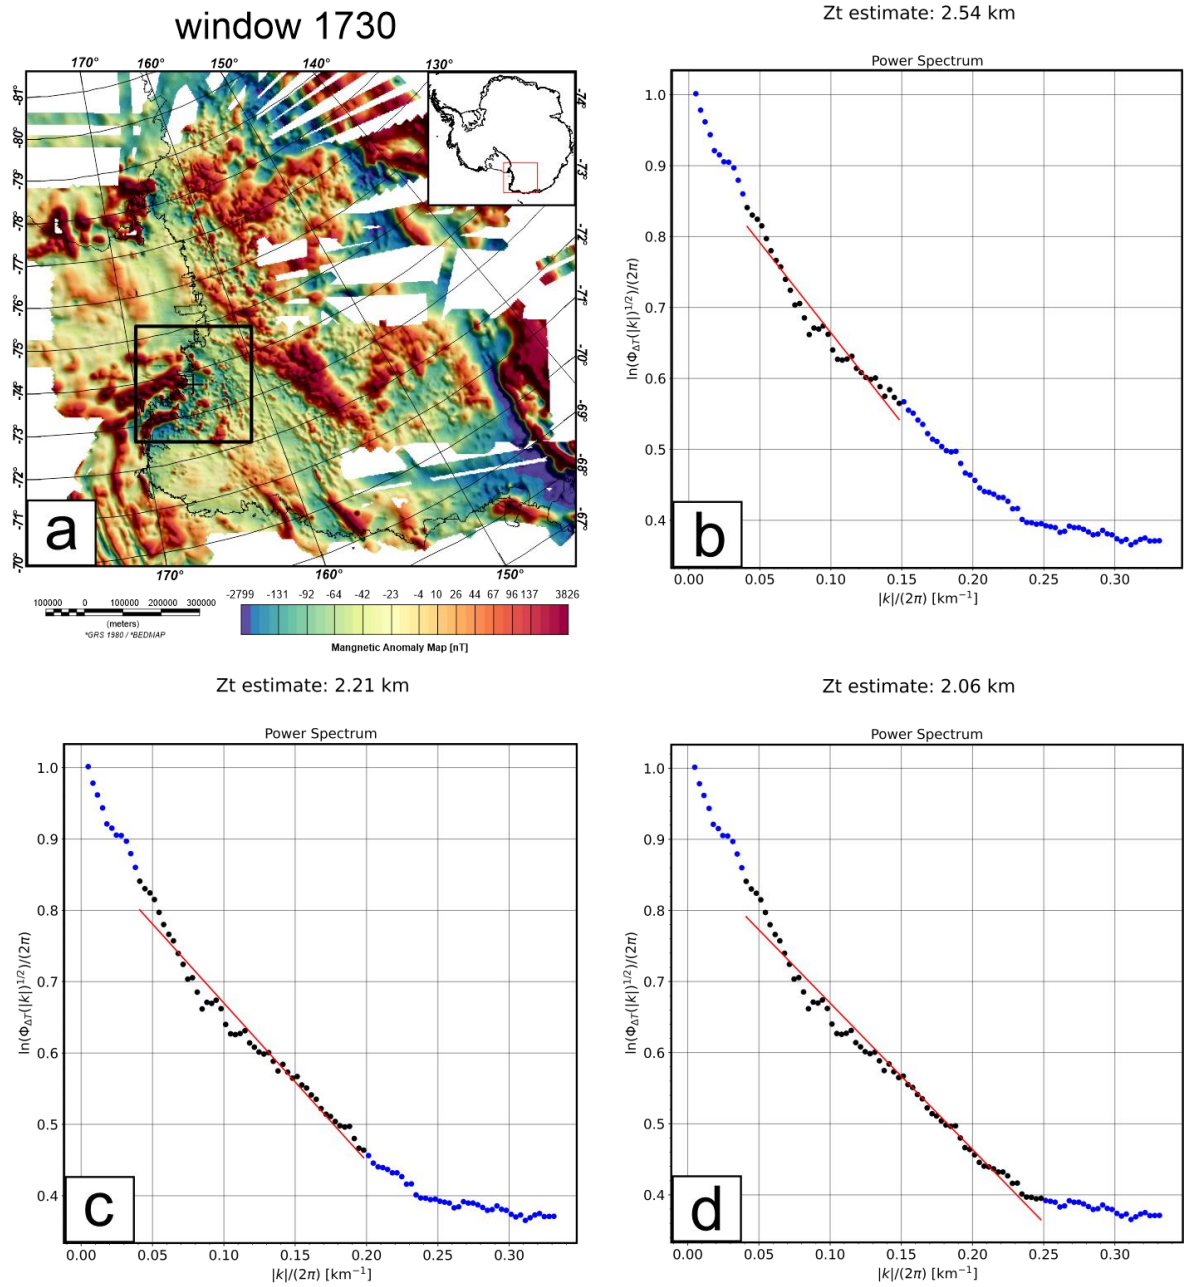 window 1730
170° 160° 150° 140° 130°
-81°
-80°
-79°
-78°
-77°
-76°
-75°
-74°
-73°
-72°
-71°
-70°
-74°
-73°
-72°
-71°
-70°
-69°
-68°
-67°
170° 160° 150°
a
100000 0 100000 200000 300000
(meters)
*GRS 1980 / *BEDMAP
-2799 -131 -92 -64 -42 -23 -4 10 26 44 67 96 137 3826
Mangnetic Anomaly Map [nT]
Zt estimate: 2.54 km
Power Spectrum
1.0
0.9
0.8
0.7
0.6
0.5
0.4
ln(Φ_ΔT(|k|)^1/2)/(2π)
b
0.00 0.05 0.10 0.15 0.20 0.25 0.30
|k|/(2π) [km⁻¹]
Zt estimate: 2.21 km
Power Spectrum
1.0
0.9
0.8
0.7
0.6
0.5
0.4
ln(Φ_ΔT(|k|)^1/2)/(2π)
c
0.00 0.05 0.10 0.15 0.20 0.25 0.30
|k|/(2π) [km⁻¹]
Zt estimate: 2.06 km
Power Spectrum
1.0
0.9
0.8
0.7
0.6
0.5
0.4
ln(Φ_ΔT(|k|)^1/2)/(2π)
d
0.00 0.05 0.10 0.15 0.20 0.25 0.30
|k|/(2π) [km⁻¹]